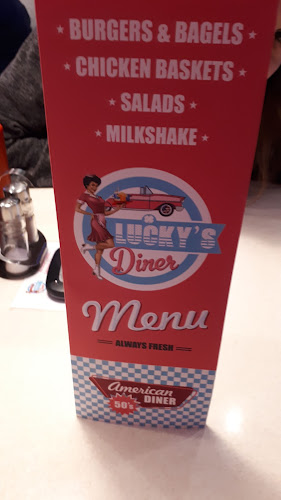 ★ BURGERS & BAGELS ★
★ CHICKEN BASKETS ★
★ SALADS ★
★ MILKSHAKE ★
LUCKY'S
Diner
Menu
ALWAYS FRESH
American
50's DINER